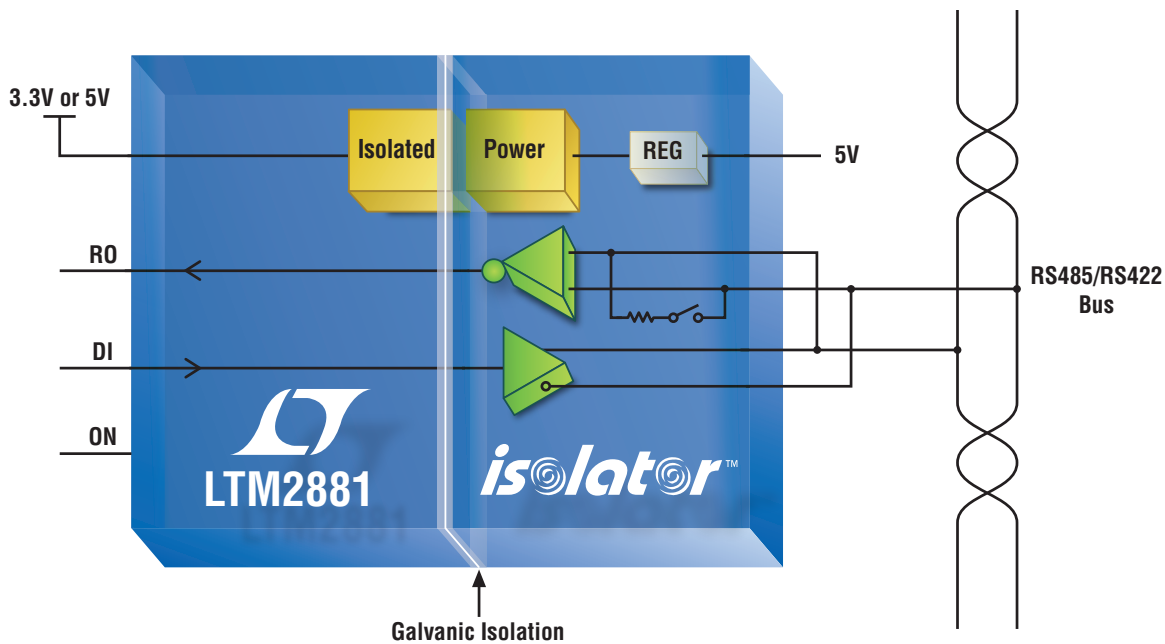 3.3V or 5V
Isolated
Power
REG
5V
RO
RS485/RS422
Bus
DI
ON
LTM2881
isolator™
Galvanic Isolation